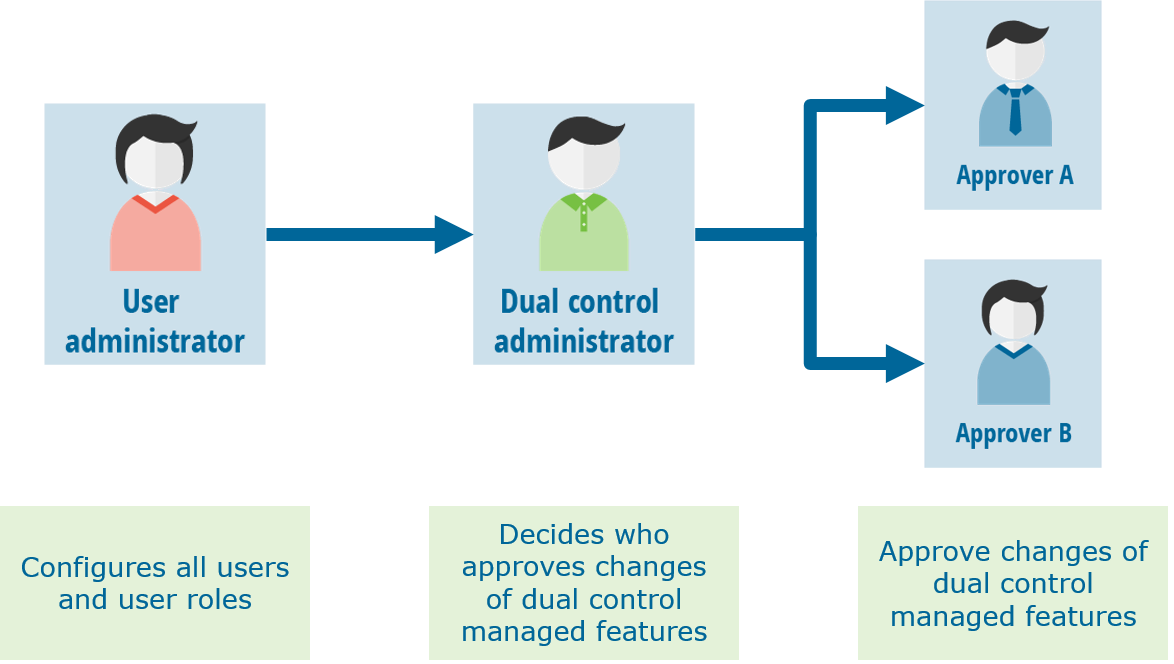 User
administrator
Dual control
administrator
Approver A
Approver B
Configures all users
and user roles
Decides who
approves changes
of dual control
managed features
Approve changes of
dual control
managed features